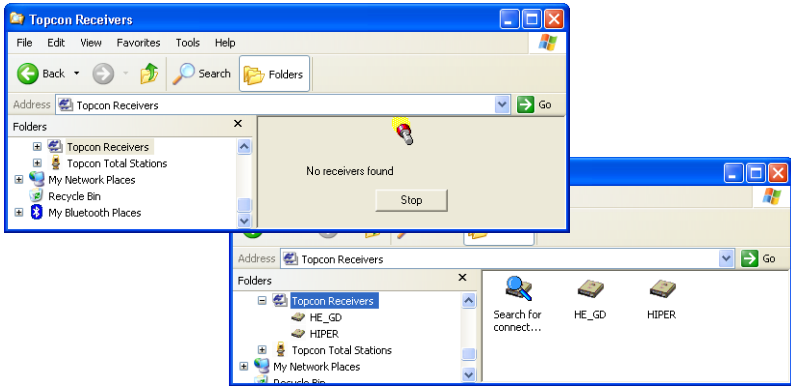 Topcon Receivers
File Edit View Favorites Tools Help
Back Search Folders
Address Topcon Receivers Go
Folders
Topcon Receivers
Topcon Total Stations
My Network Places
Recycle Bin
My Bluetooth Places
No receivers found
Stop
Address Topcon Receivers Go
Folders
Topcon Receivers
HE_GD
HIPER
Topcon Total Stations
My Network Places
Recycle Bin
Search for
connect...
HE_GD
HIPER